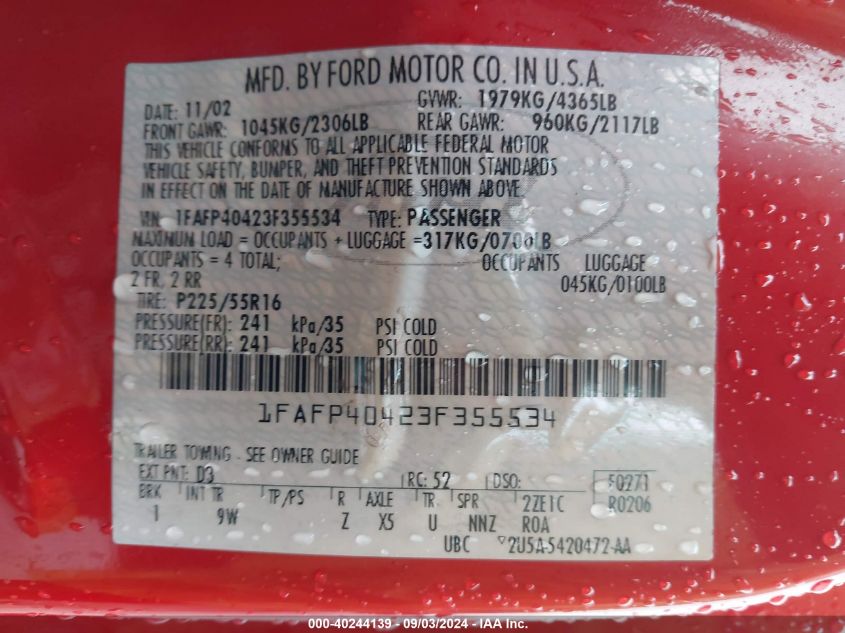 MFD. BY FORD MOTOR CO. IN U.S.A.
DATE: 11/02 GVWR: 1979KG/4365LB
FRONT GAWR: 1045KG/2306LB REAR GAWR: 960KG/2117LB
THIS VEHICLE CONFORMS TO ALL APPLICABLE FEDERAL MOTOR
VEHICLE SAFETY, BUMPER, AND THEFT PREVENTION STANDARDS
IN EFFECT ON THE DATE OF MANUFACTURE SHOWN ABOVE.
VIN: 1FAFP40423F355534 TYPE: PASSENGER
MAXIMUM LOAD = OCCUPANTS + LUGGAGE =317KG/0700LB
OCCUPANTS = 4 TOTAL; OCCUPANTS LUGGAGE
2 FR, 2 RR 045KG/0100LB
TIRE: P225/55R16
PRESSURE(FR): 241 kPa/35 PSI COLD
PRESSURE(RR): 241 kPa/35 PSI COLD
1FAFP40423F355534
TRAILER TOWING - SEE OWNER GUIDE
EXT PNT: D3 RC: 52 DSO: F0271
BRK INT TR TP/PS R AXLE TR SPR 2ZE1C R0206
1 9W Z X5 U NNZ ROA
UBC 2U5A-5420472-AA
000-40244139 - 09/03/2024 - IAA Inc.